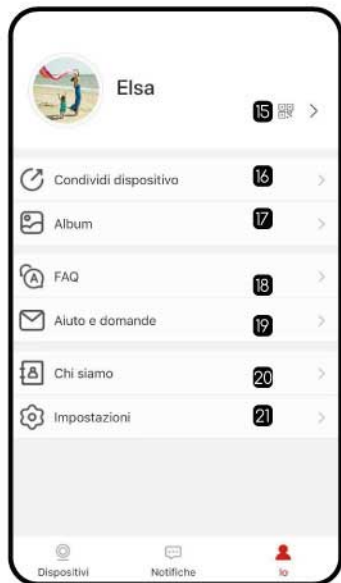 Elsa
15
Condividi dispositivo 16
Album 17
FAQ 18
Aiuto e domande 19
Chi siamo 20
Impostazioni 21
Dispositivi Notifiche Io